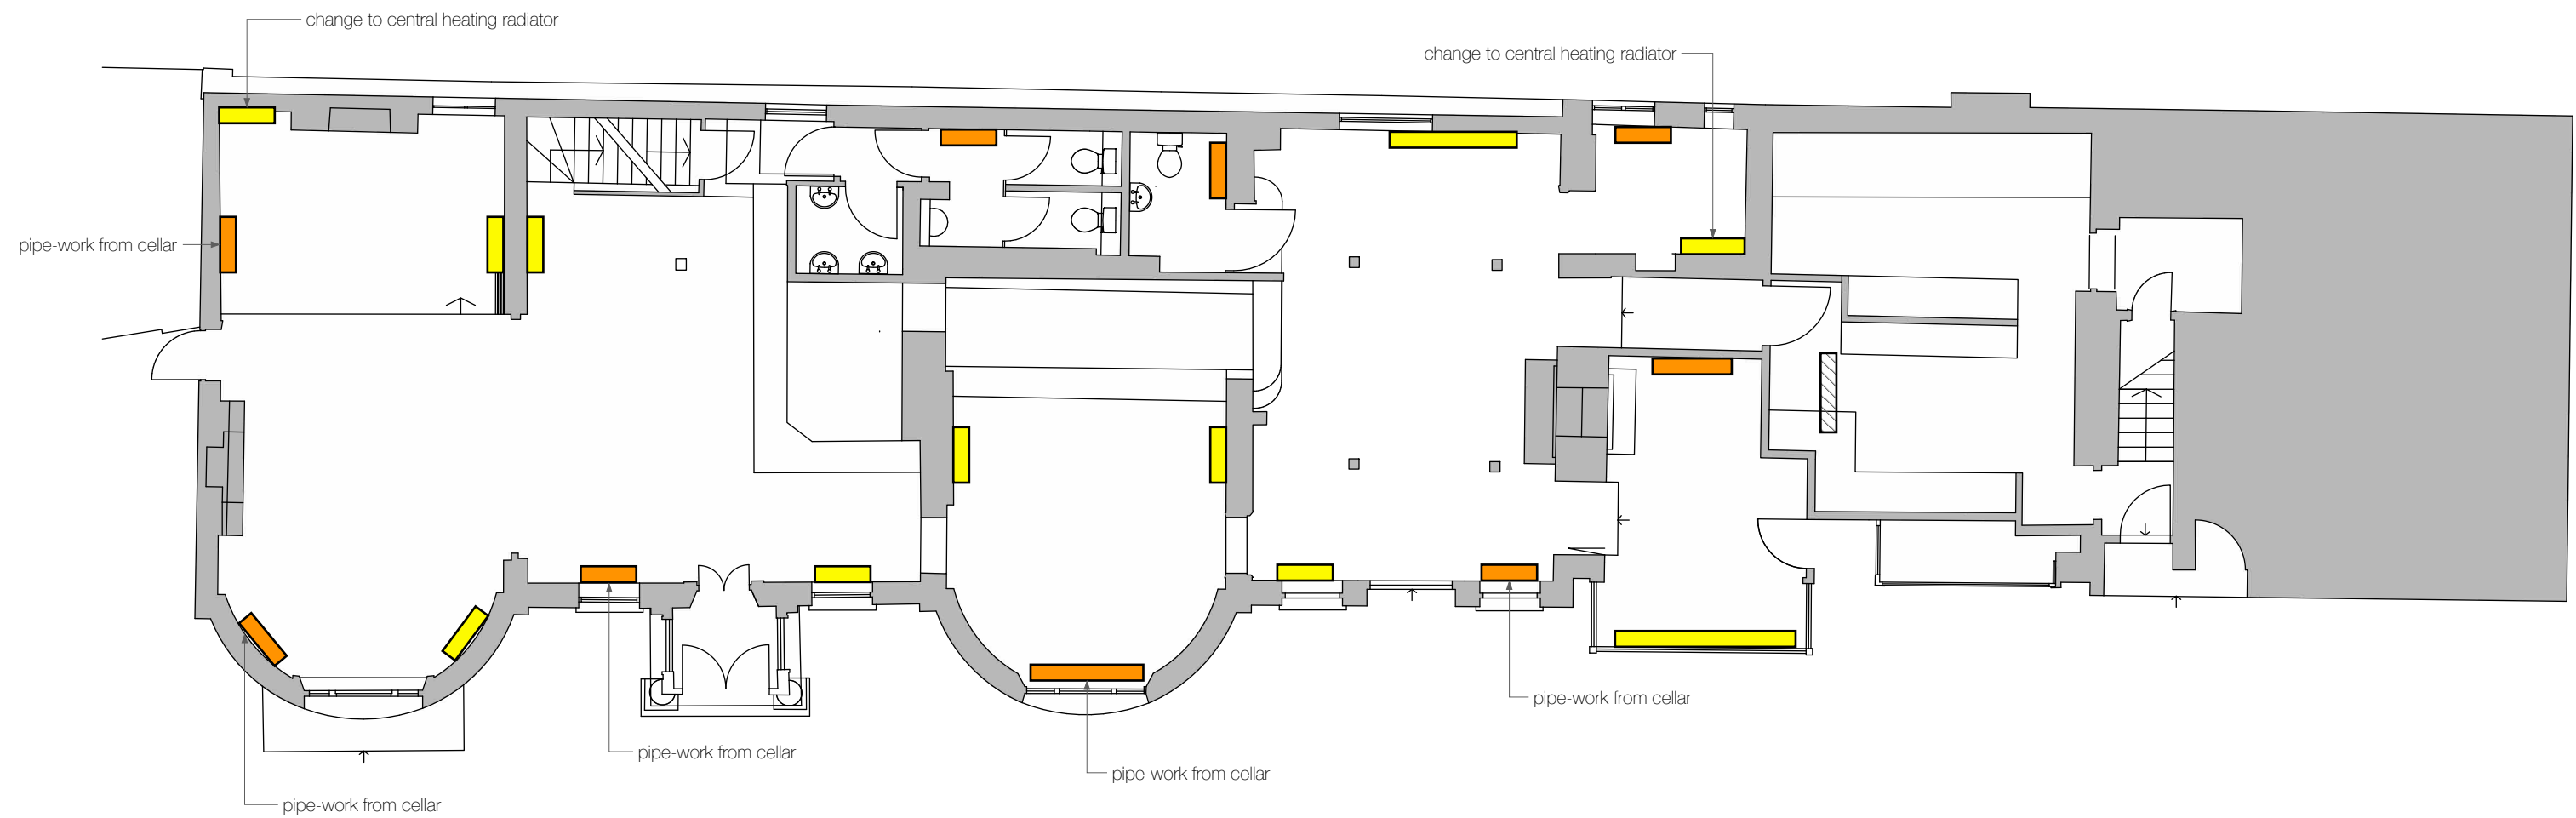 change to central heating radiator
change to central heating radiator
pipe-work from cellar
pipe-work from cellar
pipe-work from cellar
pipe-work from cellar
pipe-work from cellar